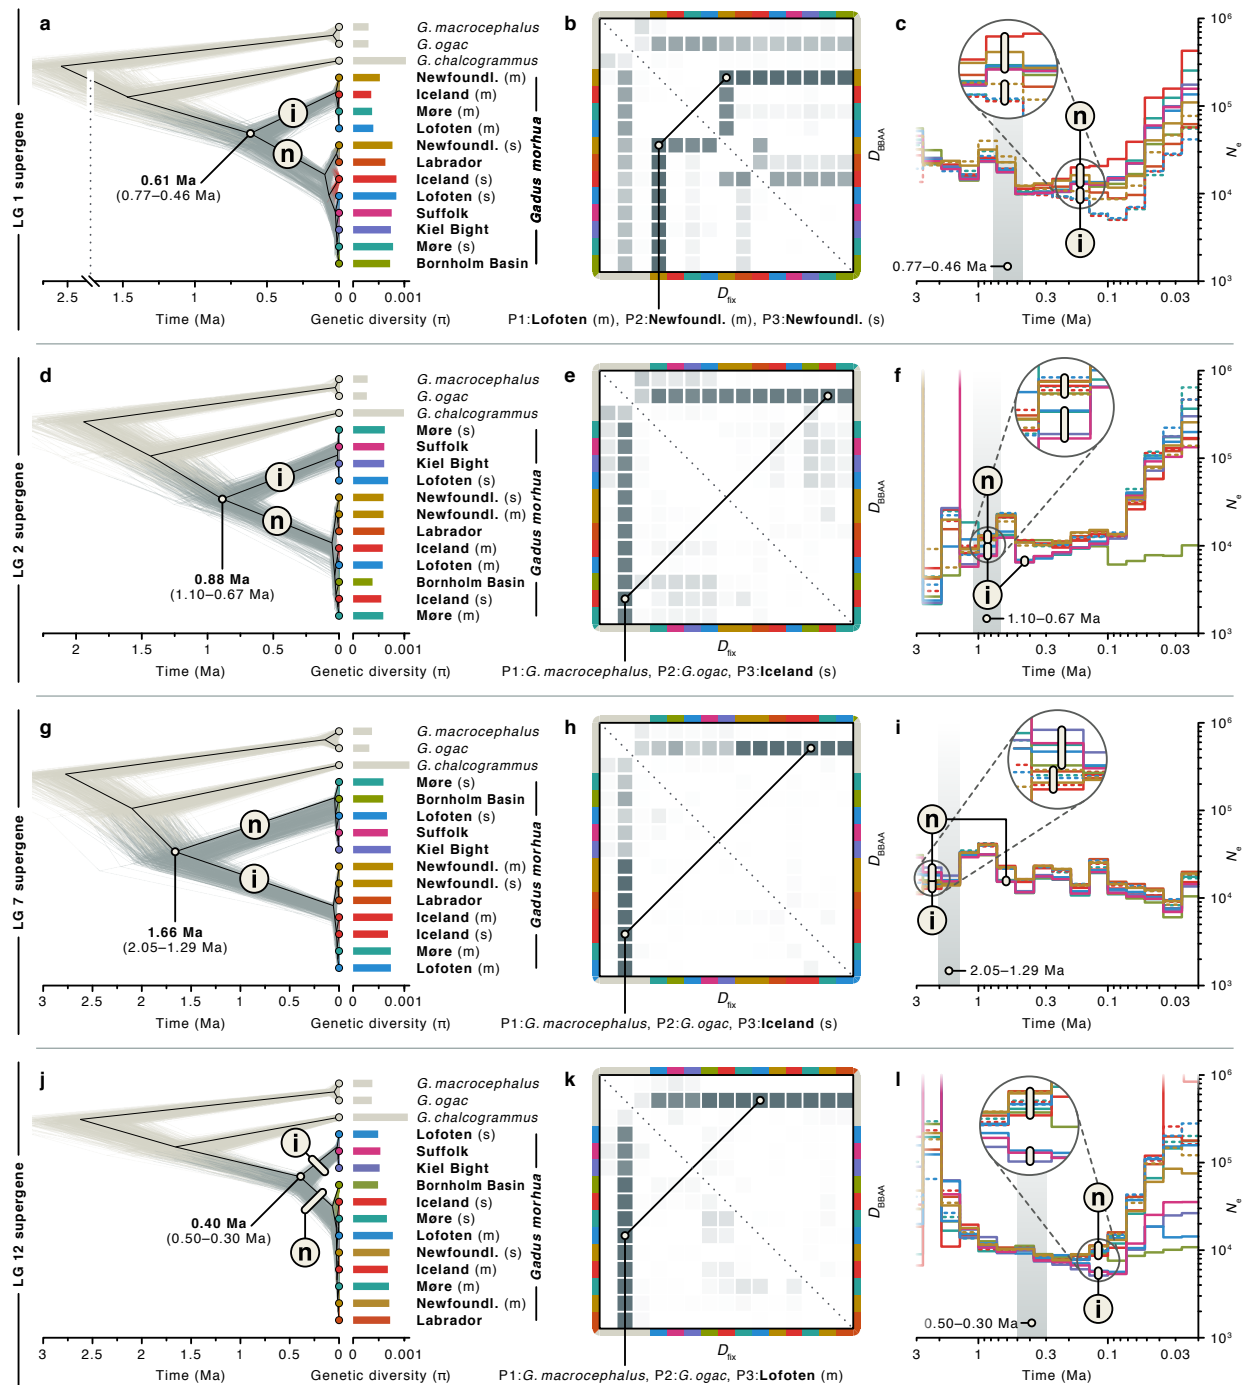 LG 1 supergene
a
G. macrocephalus
G. ogac
G. chalcogrammus
Newfoundl. (m)
Iceland (m)
Møre (m)
Lofoten (m)
Newfoundl. (s)
Labrador
Iceland (s)
Lofoten (s)
Suffolk
Kiel Bight
Møre (s)
Bornholm Basin
Gadus morhua
i
n
0.61 Ma
(0.77–0.46 Ma)
2.5 1.5 1 0.5 0 0 0.001
Time (Ma) Genetic diversity (π)
b
D_BBAA
D_fix
P1:Lofoten (m), P2:Newfoundl. (m), P3:Newfoundl. (s)
c
n
i
0.77–0.46 Ma
10^6
10^5
10^4
10^3
N_e
3 1 0.3 0.1 0.03
Time (Ma)
LG 2 supergene
d
G. macrocephalus
G. ogac
G. chalcogrammus
Møre (s)
Suffolk
Kiel Bight
Lofoten (s)
Newfoundl. (s)
Newfoundl. (m)
Labrador
Iceland (m)
Lofoten (m)
Bornholm Basin
Iceland (s)
Møre (m)
Gadus morhua
i
n
0.88 Ma
(1.10–0.67 Ma)
2 1.5 1 0.5 0 0 0.001
Time (Ma) Genetic diversity (π)
e
D_BBAA
D_fix
P1:G. macrocephalus, P2:G.ogac, P3:Iceland (s)
f
n
i
1.10–0.67 Ma
10^6
10^5
10^4
10^3
N_e
3 1 0.3 0.1 0.03
Time (Ma)
LG 7 supergene
g
G. macrocephalus
G. ogac
G. chalcogrammus
Møre (s)
Bornholm Basin
Lofoten (s)
Suffolk
Kiel Bight
Newfoundl. (m)
Newfoundl. (s)
Labrador
Iceland (m)
Iceland (s)
Møre (m)
Lofoten (m)
Gadus morhua
n
i
1.66 Ma
(2.05–1.29 Ma)
3 2.5 2 1.5 1 0.5 0 0 0.001
Time (Ma) Genetic diversity (π)
h
D_BBAA
D_fix
P1:G. macrocephalus, P2:G. ogac, P3:Iceland (s)
i
n
i
2.05–1.29 Ma
10^6
10^5
10^4
10^3
N_e
3 1 0.3 0.1 0.03
Time (Ma)
LG 12 supergene
j
G. macrocephalus
G. ogac
G. chalcogrammus
Lofoten (s)
Suffolk
Kiel Bight
Bornholm Basin
Iceland (s)
Møre (s)
Lofoten (m)
Newfoundl. (s)
Iceland (m)
Møre (m)
Newfoundl. (m)
Labrador
Gadus morhua
i
n
0.40 Ma
(0.50–0.30 Ma)
3 2.5 2 1.5 1 0.5 0 0 0.001
Time (Ma) Genetic diversity (π)
k
D_BBAA
D_fix
P1:G. macrocephalus, P2:G. ogac, P3:Lofoten (m)
l
n
i
0.50–0.30 Ma
10^6
10^5
10^4
10^3
N_e
3 1 0.3 0.1 0.03
Time (Ma)